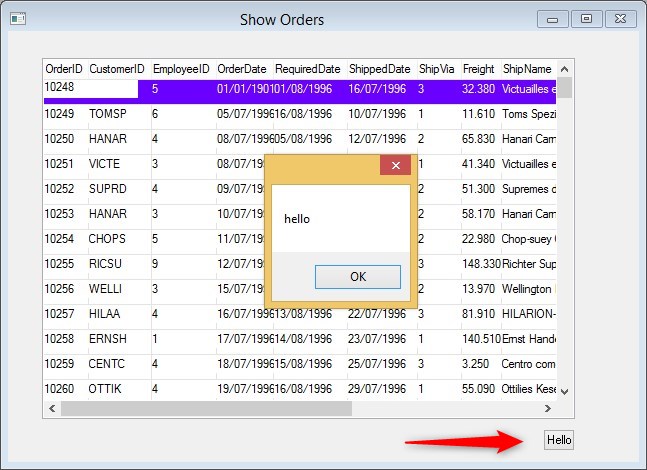 Show Orders
OrderID CustomerID EmployeeID OrderDate RequiredDate ShippedDate ShipVia Freight ShipName
10248 5 01/01/1901 01/08/1996 16/07/1996 3 32.380 Victuailles e
10249 TOMSP 6 05/07/1996 16/08/1996 10/07/1996 1 11.610 Toms Spezi
10250 HANAR 4 08/07/1996 05/08/1996 12/07/1996 2 65.830 Hanari Carn
10251 VICTE 3 08/07/199 1 41.340 Victuailles e
10252 SUPRD 4 09/07/199 2 51.300 Supremes d
10253 HANAR 3 10/07/199 2 58.170 Hanari Carn
10254 CHOPS 5 11/07/199 2 22.980 Chop-suey
10255 RICSU 9 12/07/199 3 148.330 Richter Sup
10256 WELLI 3 15/07/199 2 13.970 Wellington
10257 HILAA 4 16/07/1996 13/08/1996 22/07/1996 3 81.910 HILARION-
10258 ERNSH 1 17/07/1996 14/08/1996 23/07/1996 1 140.510 Ernst Hande
10259 CENTC 4 18/07/1996 15/08/1996 25/07/1996 3 3.250 Centro com
10260 OTTIK 4 19/07/1996 16/08/1996 29/07/1996 1 55.090 Ottilies Kese
hello
OK
Hello